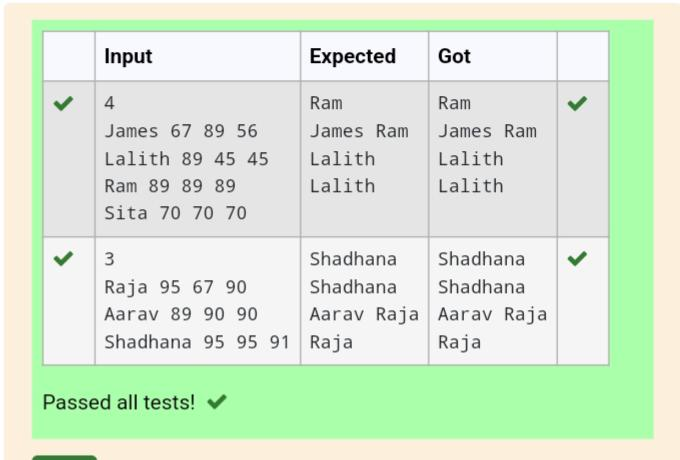 Input Expected Got
4 Ram Ram
James 67 89 56 James Ram James Ram
Lalith 89 45 45 Lalith Lalith
Ram 89 89 89 Lalith Lalith
Sita 70 70 70
3 Shadhana Shadhana
Raja 95 67 90 Shadhana Shadhana
Aarav 89 90 90 Aarav Raja Aarav Raja
Shadhana 95 95 91 Raja Raja
Passed all tests!